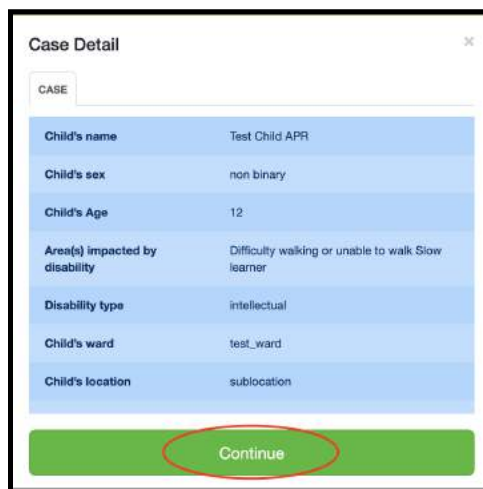 Case Detail ×
CASE
Child's name Test Child APR
Child's sex non binary
Child's Age 12
Area(s) impacted by disability Difficulty walking or unable to walk Slow learner
Disability type intellectual
Child's ward test_ward
Child's location sublocation
Continue